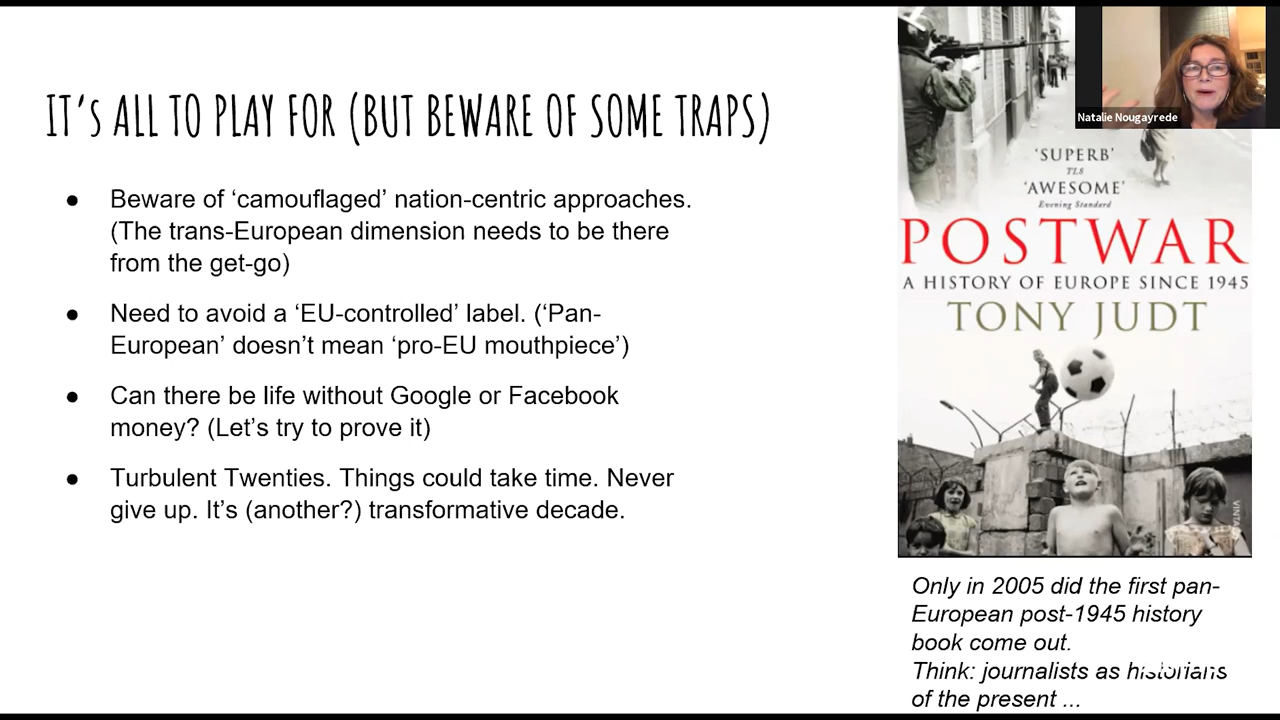 IT's ALL TO PLAY FOR (BUT BEWARE OF SOME TRAPS)
● Beware of ‘camouflaged’ nation-centric approaches.
(The trans-European dimension needs to be there
from the get-go)
● Need to avoid a ‘EU-controlled’ label. (‘Pan-
European’ doesn’t mean ‘pro-EU mouthpiece’)
● Can there be life without Google or Facebook
money? (Let’s try to prove it)
● Turbulent Twenties. Things could take time. Never
give up. It’s (another?) transformative decade.
Natalie Nougayrede
‘SUPERB’
TLS
‘AWESOME’
Evening Standard
POSTWAR
A HISTORY OF EUROPE SINCE 1945
TONY JUDT
Only in 2005 did the first pan-
European post-1945 history
book come out.
Think: journalists as historians
of the present ...